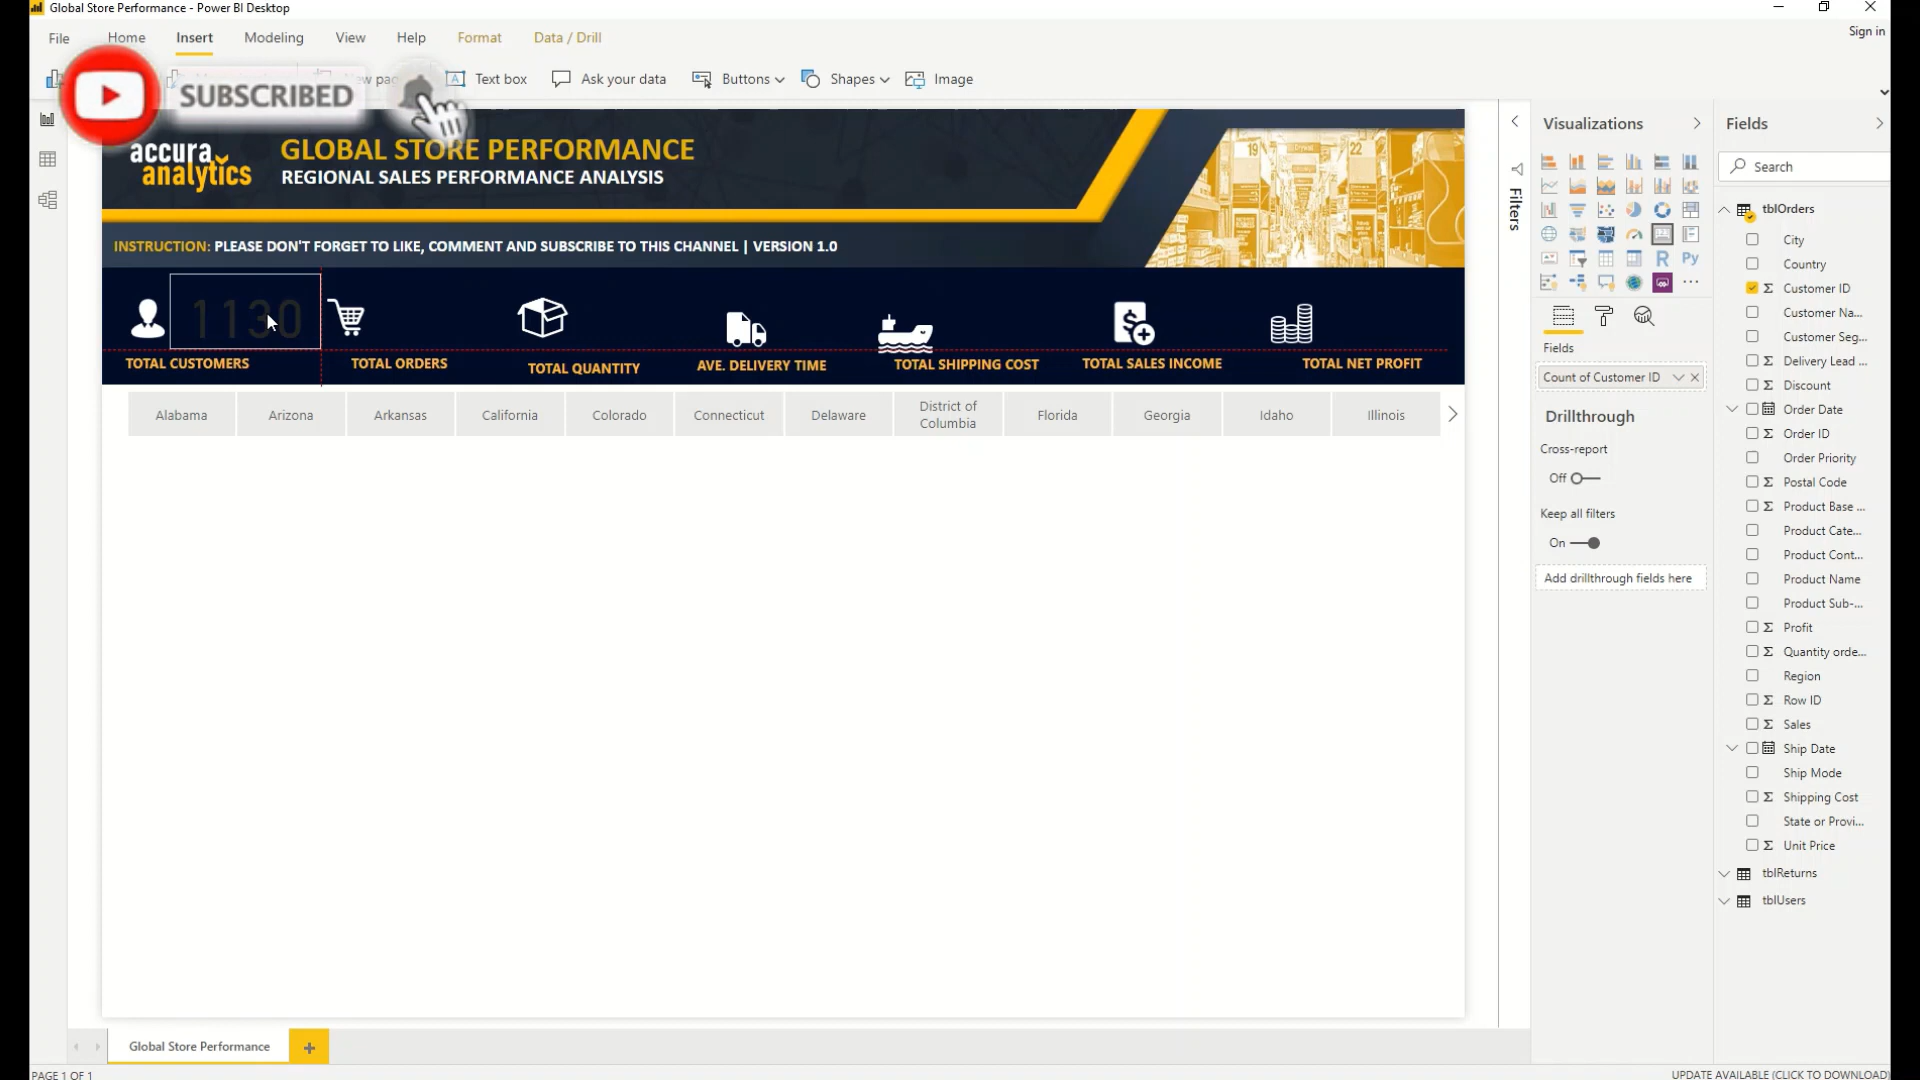 Global Store Performance - Power BI Desktop
Sign in
File Home Insert Modeling View Help Format Data / Drill
Text box Ask your data Buttons Shapes Image
SUBSCRIBED
accura analytics
GLOBAL STORE PERFORMANCE
REGIONAL SALES PERFORMANCE ANALYSIS
19 22
INSTRUCTION: PLEASE DON'T FORGET TO LIKE, COMMENT AND SUBSCRIBE TO THIS CHANNEL | VERSION 1.0
1130
TOTAL CUSTOMERS TOTAL ORDERS TOTAL QUANTITY AVE. DELIVERY TIME TOTAL SHIPPING COST TOTAL SALES INCOME TOTAL NET PROFIT
Alabama Arizona Arkansas California Colorado Connecticut Delaware District of Columbia Florida Georgia Idaho Illinois
Filters
Visualizations
R Py
Fields
Count of Customer ID
Drillthrough
Cross-report
Off
Keep all filters
On
Add drillthrough fields here
Fields
Search
tblOrders
City
Country
Customer ID
Customer Na...
Customer Seg...
Delivery Lead ...
Discount
Order Date
Order ID
Order Priority
Postal Code
Product Base ...
Product Cate...
Product Cont...
Product Name
Product Sub-...
Profit
Quantity orde...
Region
Row ID
Sales
Ship Date
Ship Mode
Shipping Cost
State or Provi...
Unit Price
tblReturns
tblUsers
Global Store Performance
PAGE 1 OF 1
UPDATE AVAILABLE (CLICK TO DOWNLOAD)